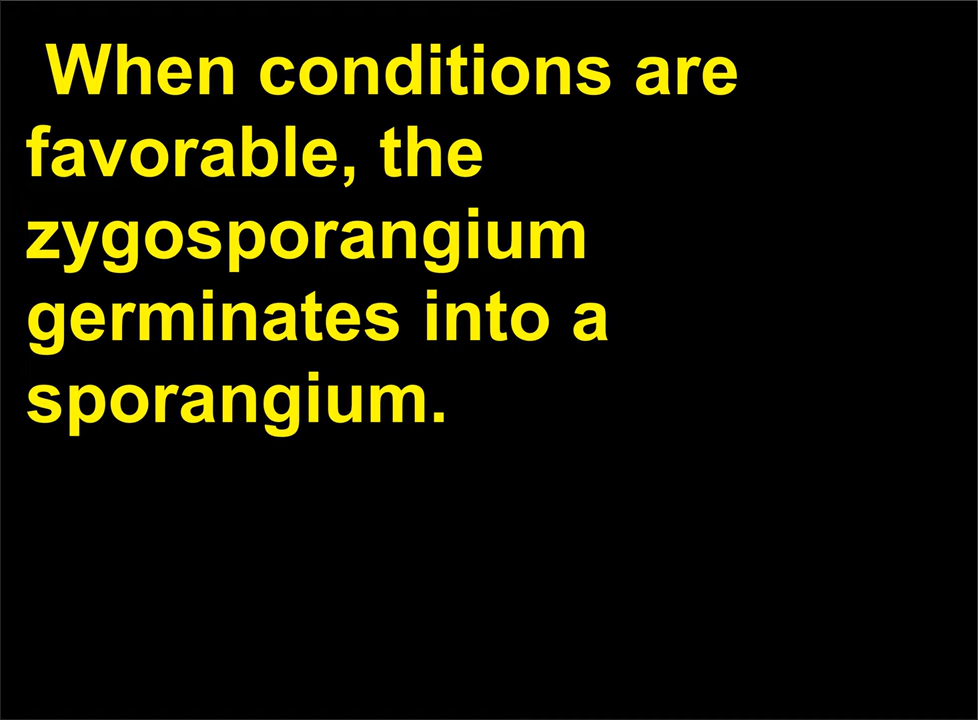 When conditions are
favorable, the
zygosporangium
germinates into a
sporangium.